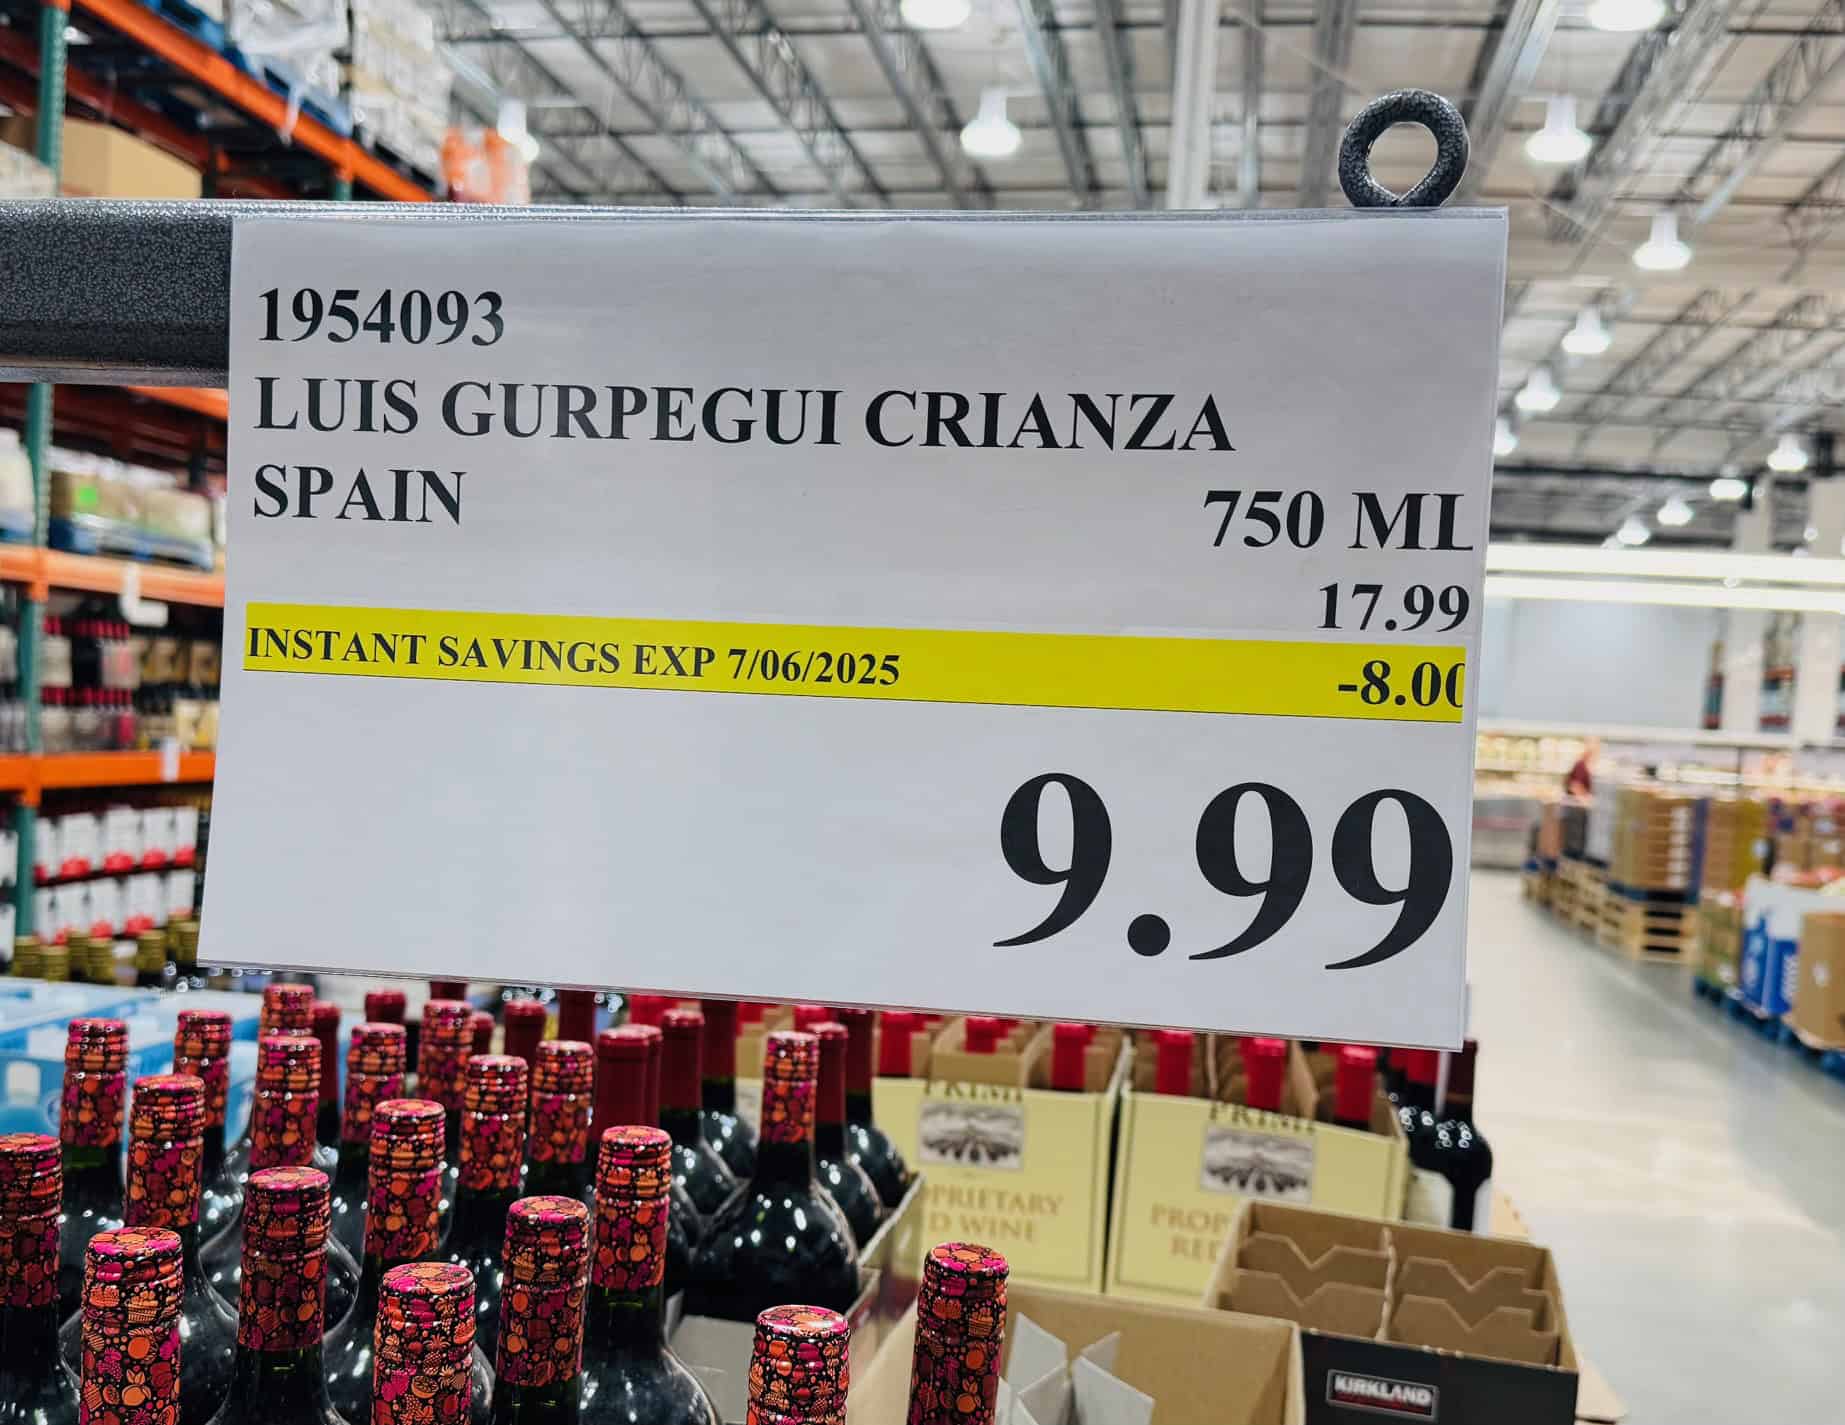 1954093
LUIS GURPEGUI CRIANZA
SPAIN
750 ML
17.99
INSTANT SAVINGS EXP 7/06/2025
-8.00
9.99
WINE
KIRKLAND